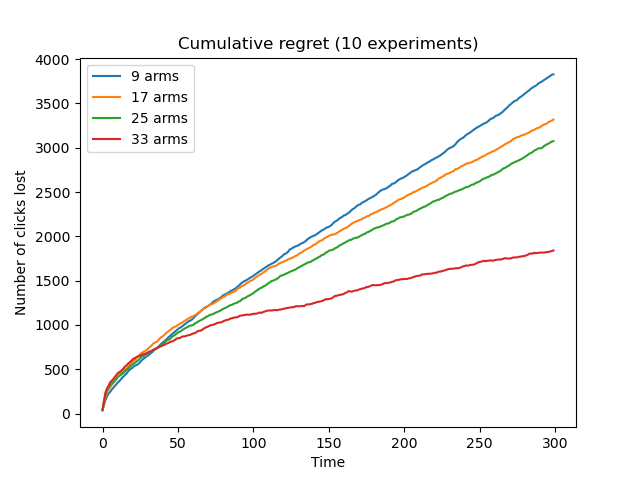 Cumulative regret (10 experiments)
Number of clicks lost
4000
3500
3000
2500
2000
1500
1000
500
0
9 arms
17 arms
25 arms
33 arms
0 50 100 150 200 250 300
Time